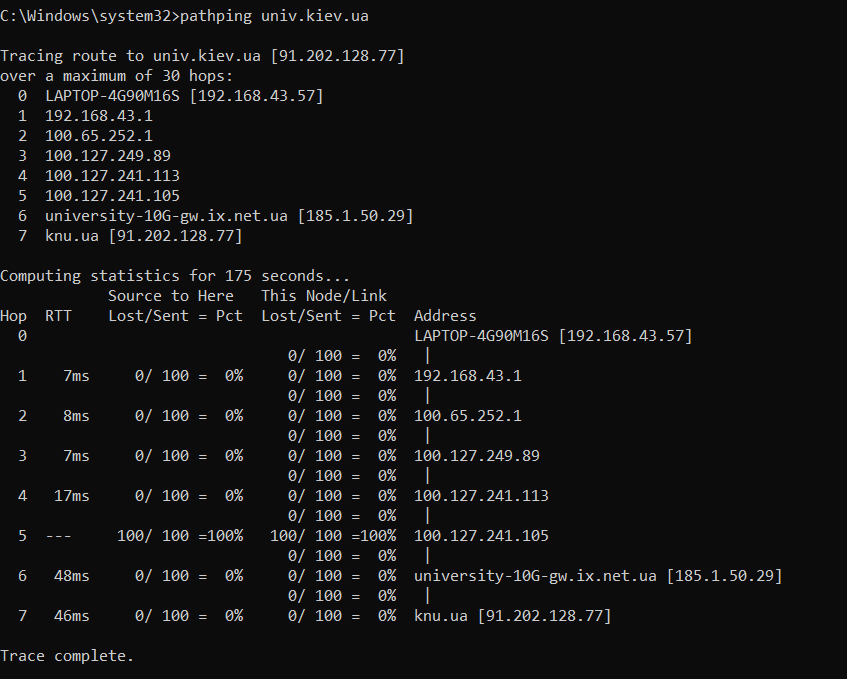 C:\Windows\system32>pathping univ.kiev.ua

Tracing route to univ.kiev.ua [91.202.128.77]
over a maximum of 30 hops:
  0  LAPTOP-4G90M16S [192.168.43.57]
  1  192.168.43.1
  2  100.65.252.1
  3  100.127.249.89
  4  100.127.241.113
  5  100.127.241.105
  6  university-10G-gw.ix.net.ua [185.1.50.29]
  7  knu.ua [91.202.128.77]

Computing statistics for 175 seconds...
            Source to Here   This Node/Link
Hop  RTT    Lost/Sent = Pct  Lost/Sent = Pct  Address
  0                                           LAPTOP-4G90M16S [192.168.43.57]
                                0/ 100 =  0%   |
  1    7ms     0/ 100 =  0%     0/ 100 =  0%  192.168.43.1
                                0/ 100 =  0%   |
  2    8ms     0/ 100 =  0%     0/ 100 =  0%  100.65.252.1
                                0/ 100 =  0%   |
  3    7ms     0/ 100 =  0%     0/ 100 =  0%  100.127.249.89
                                0/ 100 =  0%   |
  4   17ms     0/ 100 =  0%     0/ 100 =  0%  100.127.241.113
                                0/ 100 =  0%   |
  5  ---     100/ 100 =100%   100/ 100 =100%  100.127.241.105
                                0/ 100 =  0%   |
  6   48ms     0/ 100 =  0%     0/ 100 =  0%  university-10G-gw.ix.net.ua [185.1.50.29]
                                0/ 100 =  0%   |
  7   46ms     0/ 100 =  0%     0/ 100 =  0%  knu.ua [91.202.128.77]

Trace complete.